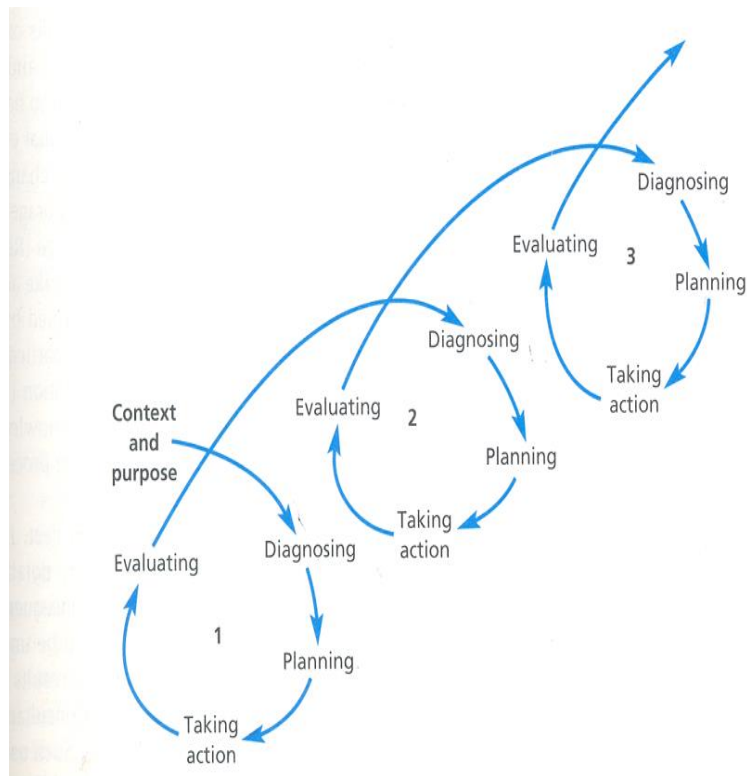 Context
and
purpose
Diagnosing
Planning
Taking
action
Evaluating
1
Diagnosing
Planning
Taking
action
Evaluating
2
Diagnosing
Planning
Taking
action
Evaluating
3